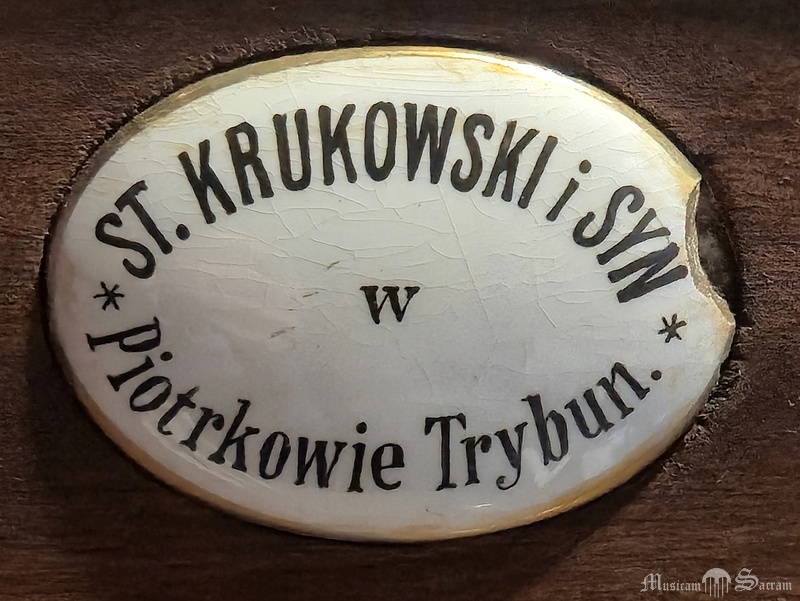 ST. KRUKOWSKI i SYN
w
* Piotrkowie Trybun. *
Musicam Sacram